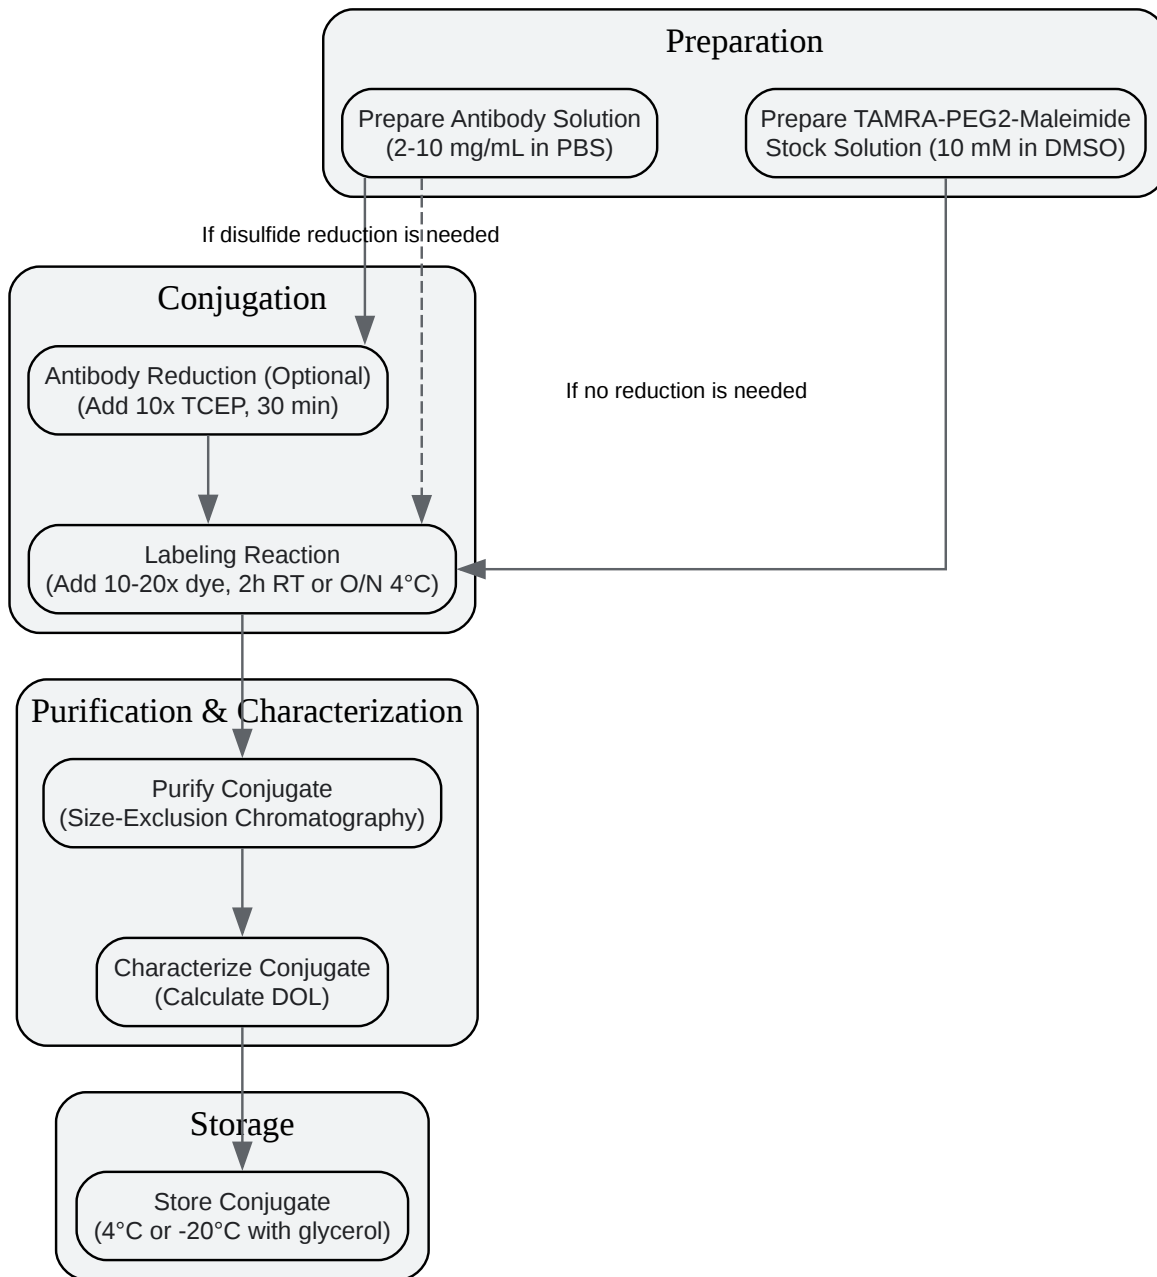 Preparation
Prepare Antibody Solution
(2-10 mg/mL in PBS)
Prepare TAMRA-PEG2-Maleimide
Stock Solution (10 mM in DMSO)
If disulfide reduction is needed
Conjugation
Antibody Reduction (Optional)
(Add 10x TCEP, 30 min)
If no reduction is needed
Labeling Reaction
(Add 10-20x dye, 2h RT or O/N 4°C)
Purification & Characterization
Purify Conjugate
(Size-Exclusion Chromatography)
Characterize Conjugate
(Calculate DOL)
Storage
Store Conjugate
(4°C or -20°C with glycerol)